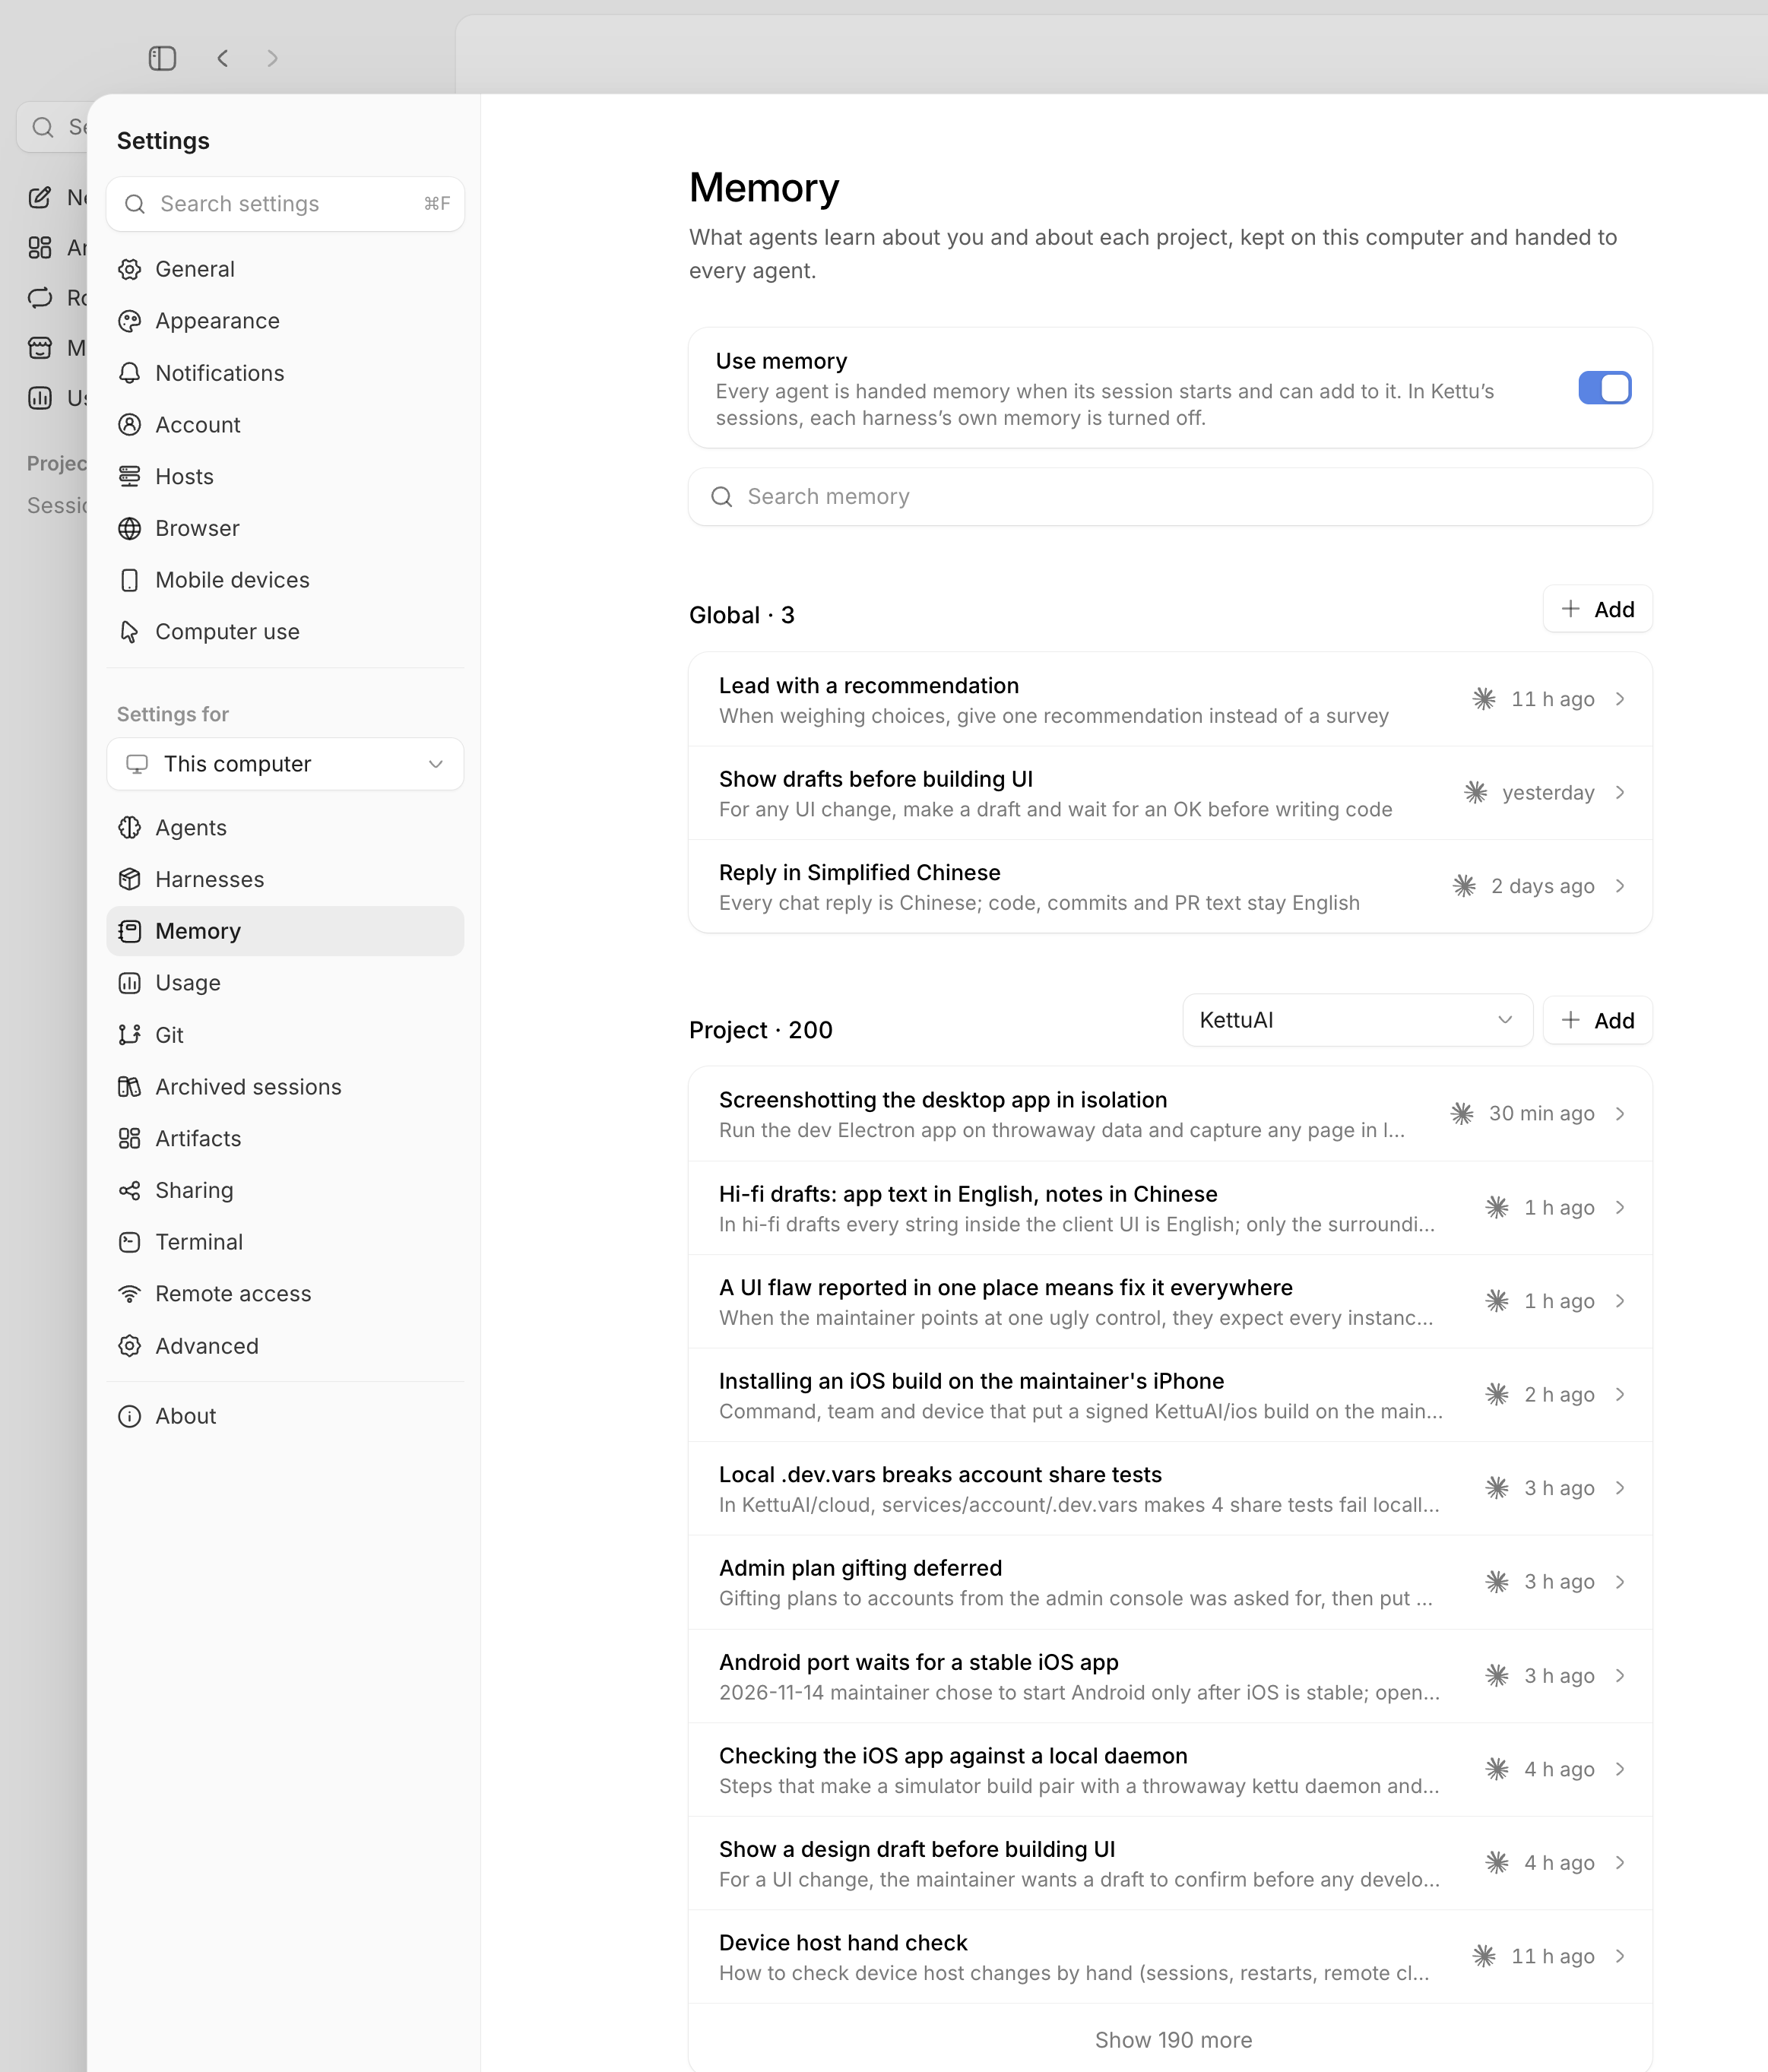 Settings
Search settings ⌘F
General
Appearance
Notifications
Account
Hosts
Browser
Mobile devices
Computer use
Settings for
This computer
Agents
Harnesses
Memory
Usage
Git
Archived sessions
Artifacts
Sharing
Terminal
Remote access
Advanced
About
Memory
What agents learn about you and about each project, kept on this computer and handed to
every agent.
Use memory
Every agent is handed memory when its session starts and can add to it. In Kettu’s
sessions, each harness’s own memory is turned off.
Search memory
Global · 3
Add
Lead with a recommendation
When weighing choices, give one recommendation instead of a survey
11 h ago
Show drafts before building UI
For any UI change, make a draft and wait for an OK before writing code
yesterday
Reply in Simplified Chinese
Every chat reply is Chinese; code, commits and PR text stay English
2 days ago
Project · 200
KettuAI
Add
Screenshotting the desktop app in isolation
Run the dev Electron app on throwaway data and capture any page in l...
30 min ago
Hi-fi drafts: app text in English, notes in Chinese
In hi-fi drafts every string inside the client UI is English; only the surroundi...
1 h ago
A UI flaw reported in one place means fix it everywhere
When the maintainer points at one ugly control, they expect every instanc...
1 h ago
Installing an iOS build on the maintainer's iPhone
Command, team and device that put a signed KettuAI/ios build on the main...
2 h ago
Local .dev.vars breaks account share tests
In KettuAI/cloud, services/account/.dev.vars makes 4 share tests fail locall...
3 h ago
Admin plan gifting deferred
Gifting plans to accounts from the admin console was asked for, then put ...
3 h ago
Android port waits for a stable iOS app
2026-11-14 maintainer chose to start Android only after iOS is stable; open...
3 h ago
Checking the iOS app against a local daemon
Steps that make a simulator build pair with a throwaway kettu daemon and...
4 h ago
Show a design draft before building UI
For a UI change, the maintainer wants a draft to confirm before any develo...
4 h ago
Device host hand check
How to check device host changes by hand (sessions, restarts, remote cl...
11 h ago
Show 190 more